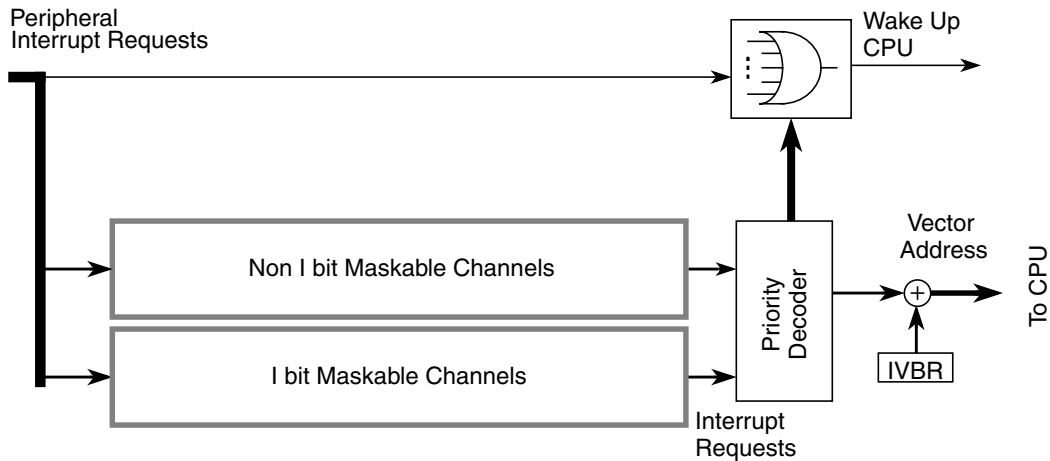 Peripheral
Interrupt Requests
Wake Up
CPU
Non I bit Maskable Channels
I bit Maskable Channels
Priority
Decoder
Interrupt
Requests
Vector
Address
+
IVBR
To CPU